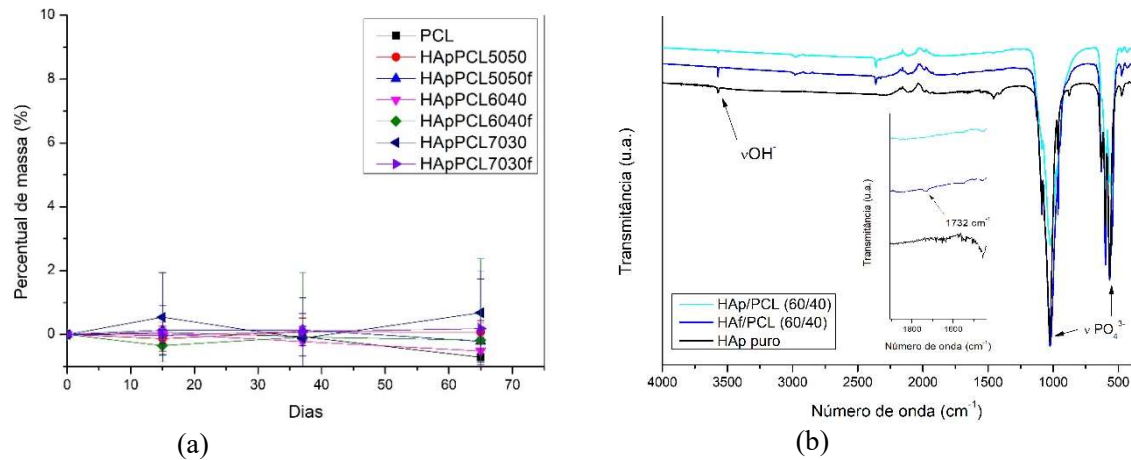 10
8
6
4
2
0
Percentual de massa (%)
PCL
HApPCL5050
HApPCL5050f
HApPCL6040
HApPCL6040f
HApPCL7030
HApPCL7030f
0 10 20 30 40 50 60 70
Dias
(a)
Transmitância (u.a.)
νOH-
Transmitância (u.a.)
1732 cm-1
1800 1600
Número de onda (cm-1)
HAp/PCL (60/40)
HAf/PCL (60/40)
HAp puro
ν PO43-
4000 3500 3000 2500 2000 1500 1000 500
Número de onda (cm-1)
(b)